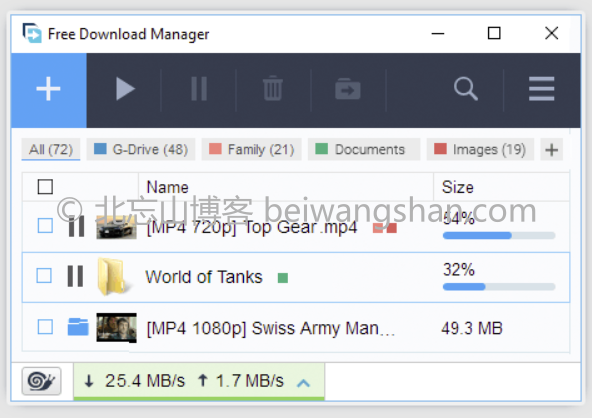 Free Download Manager
All (72) G-Drive (48) Family (21) Documents Images (19) +
Name Size
© 北忘山博客 beiwangshan.com
[MP4 720p] Top Gear.mp4 54%
World of Tanks 32%
[MP4 1080p] Swiss Army Man... 49.3 MB
↓ 25.4 MB/s ↑ 1.7 MB/s